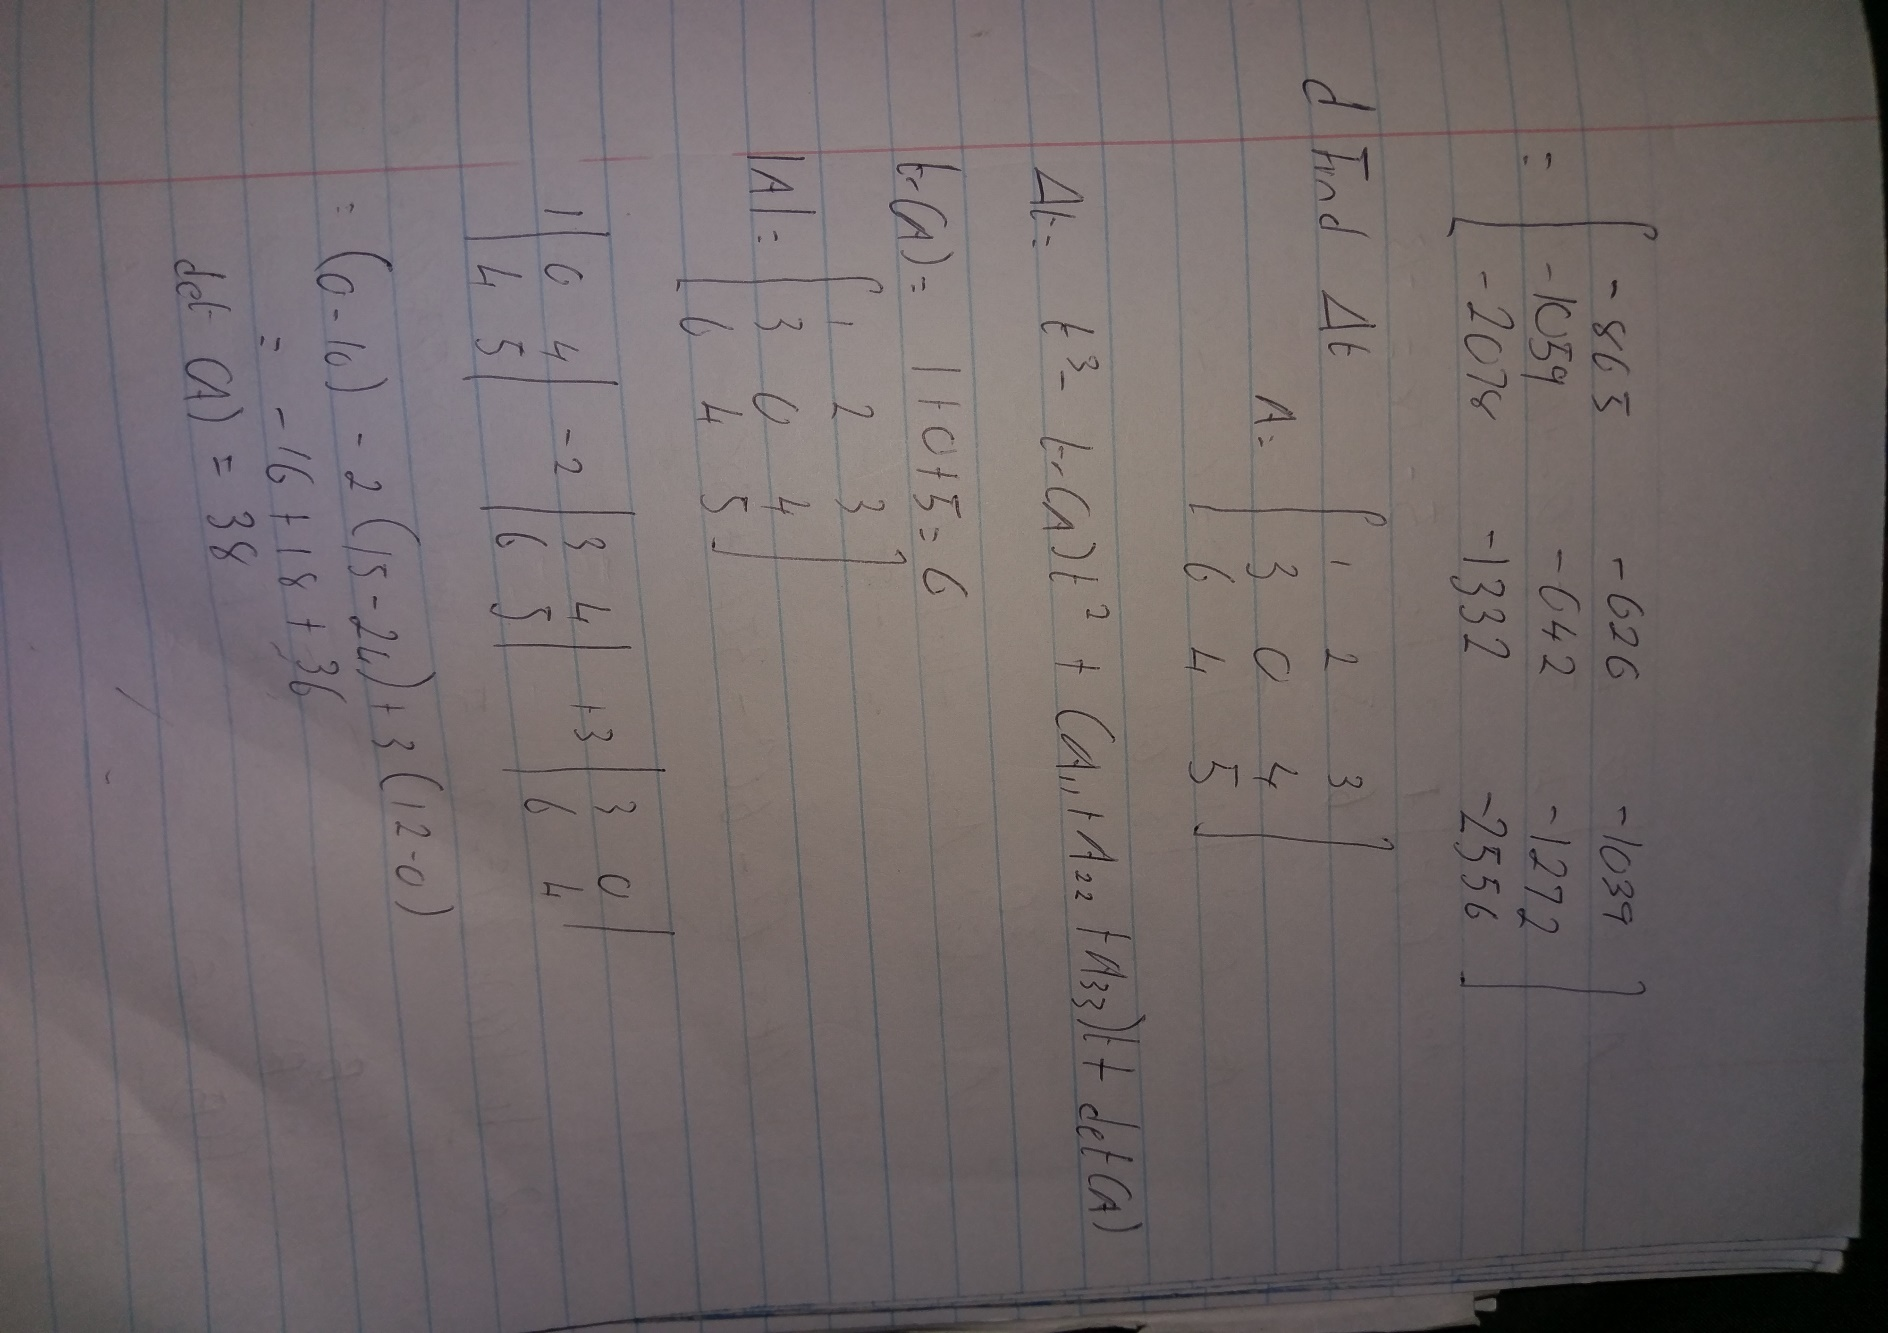 -863 -626 -1039
= -1039 -642 -1272
-2078 -1332 -2556
d Find Δt
A= 1 2 3
3 0 4
6 4 5
Δt= t³- tr(A)t² + (A₁₁+A₂₂+A₃₃)t + det(A)
tr(A)= 1+0+5=6
1 2 3
|A|= 3 0 4
6 4 5
1|0 4| -2|3 4| +3|3 0|
|4 5| |6 5| |6 4|
= (0-16) -2(15-24)+3(12-0)
= -16+18+36
det (A) = 38